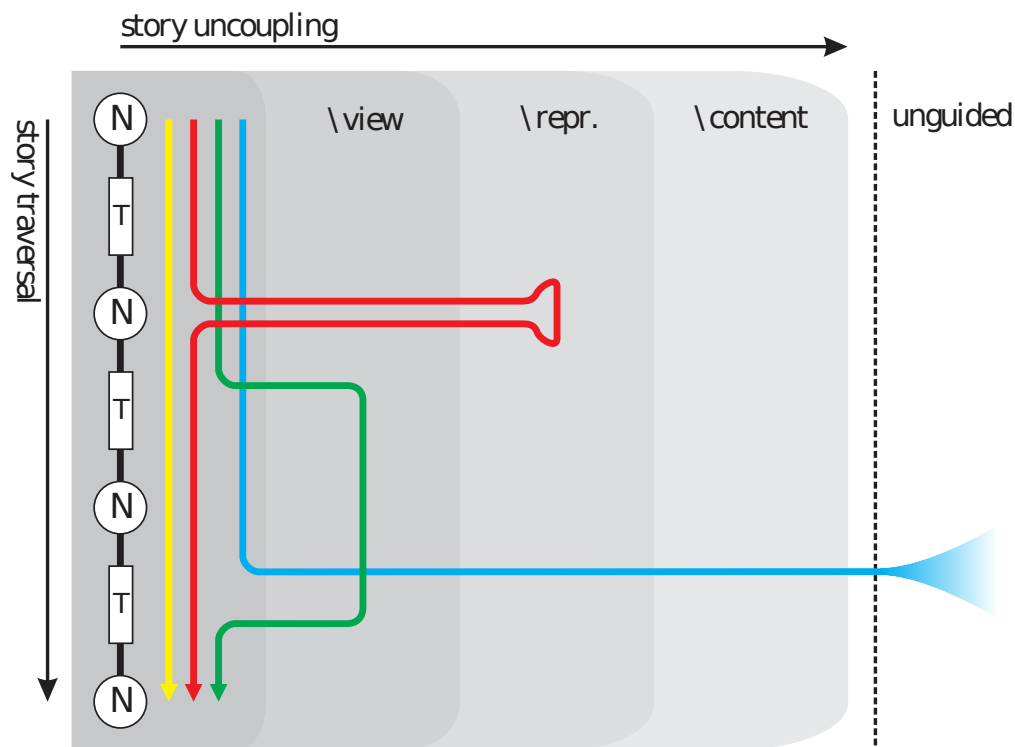 story uncoupling
story traversal
N
\view
\repr.
\content
unguided
T
N
T
N
T
N